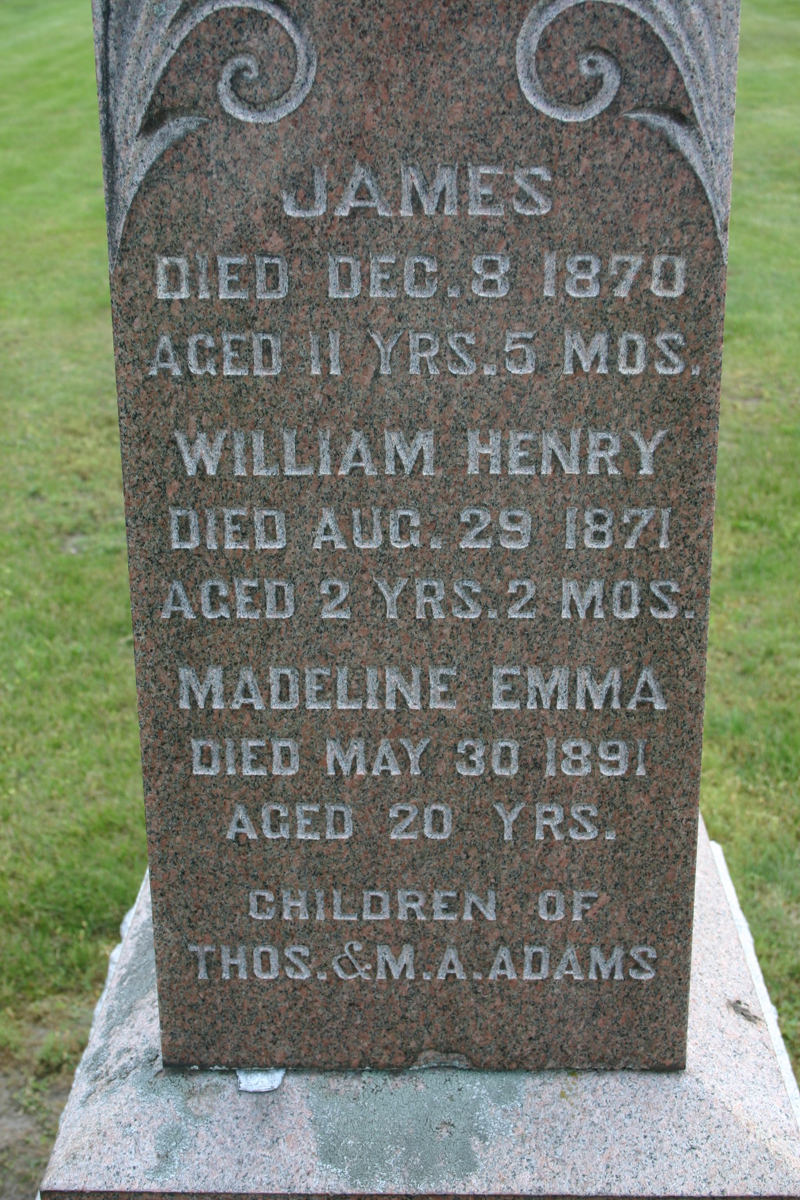 JAMES
DIED DEC. 8 1870
AGED 11 YRS. 5 MOS.
WILLIAM HENRY
DIED AUG. 29 1871
AGED 2 YRS. 2 MOS.
MADELINE EMMA
DIED MAY 30 1891
AGED 20 YRS.
CHILDREN OF
THOS. & M. A. ADAMS